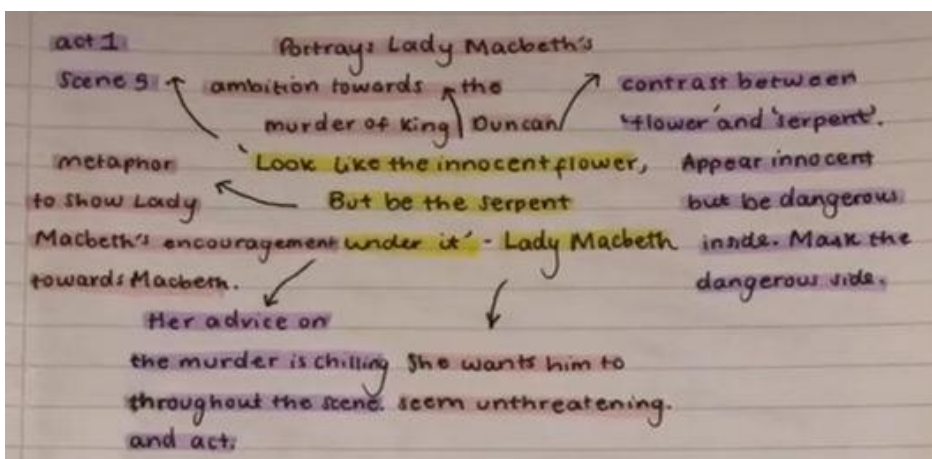 act 1
Scene 5
Portrays Lady Macbeth's
ambition towards the
murder of King Duncan
contrast between
'flower' and 'serpent'.
Appear innocent
but be dangerous
inside. Mask the
dangerous side.
'Look like the innocent flower,
But be the serpent
under it' - Lady Macbeth
metaphor
to show Lady
Macbeth's encouragement
towards Macbeth.
Her advice on
the murder is chilling
throughout the scene.
and act.
She wants him to
seem unthreatening.